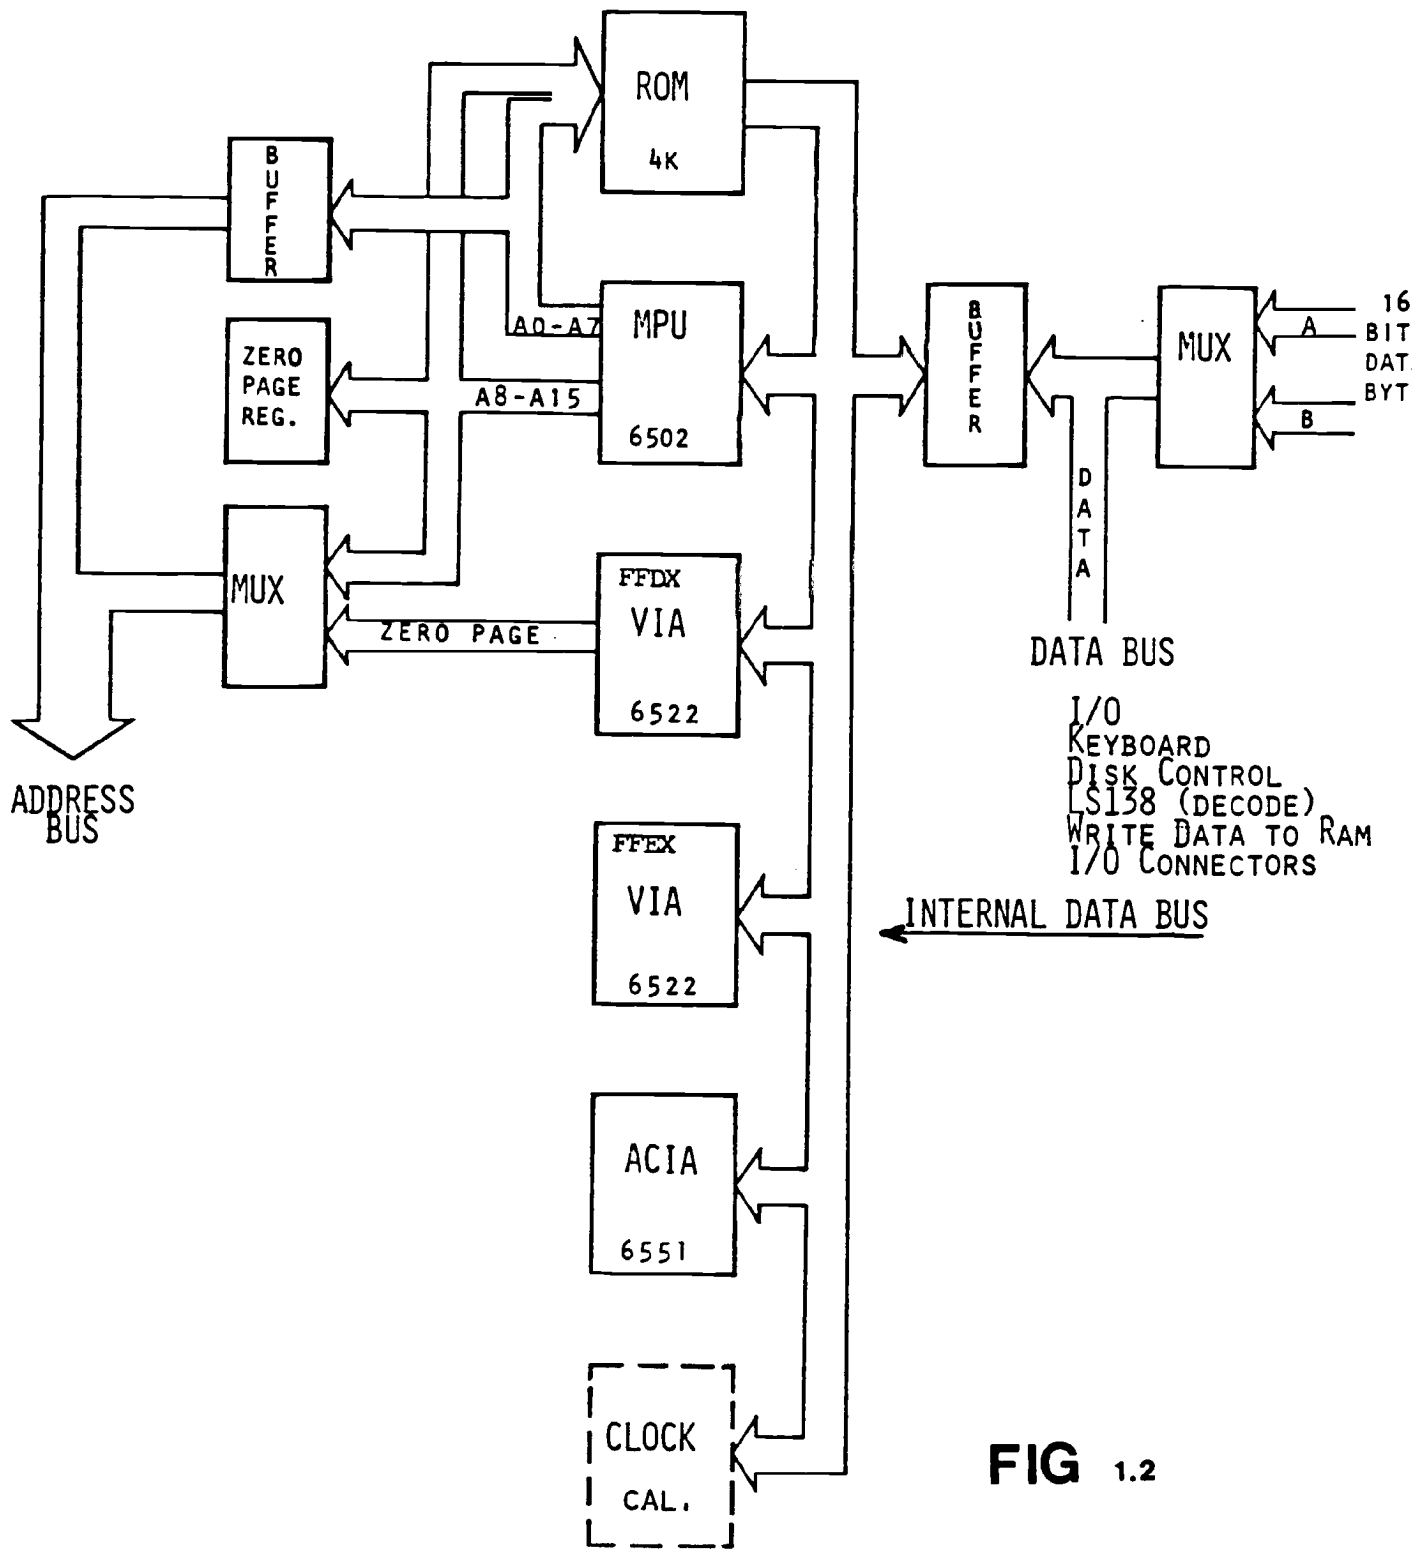 ROM
4K
BUFFER
A0-A7
MPU
6502
ZERO
PAGE
REG.
A8-A15
BUFFER
MUX
A
B
16
BIT
DAT
BYT
DATA
MUX
ZERO PAGE
FFDX
VIA
6522
DATA BUS
I/O
KEYBOARD
DISK CONTROL
LS138 (DECODE)
WRITE DATA TO RAM
I/O CONNECTORS
ADDRESS
BUS
FFEX
VIA
6522
INTERNAL DATA BUS
ACIA
6551
CLOCK
CAL.
FIG 1.2